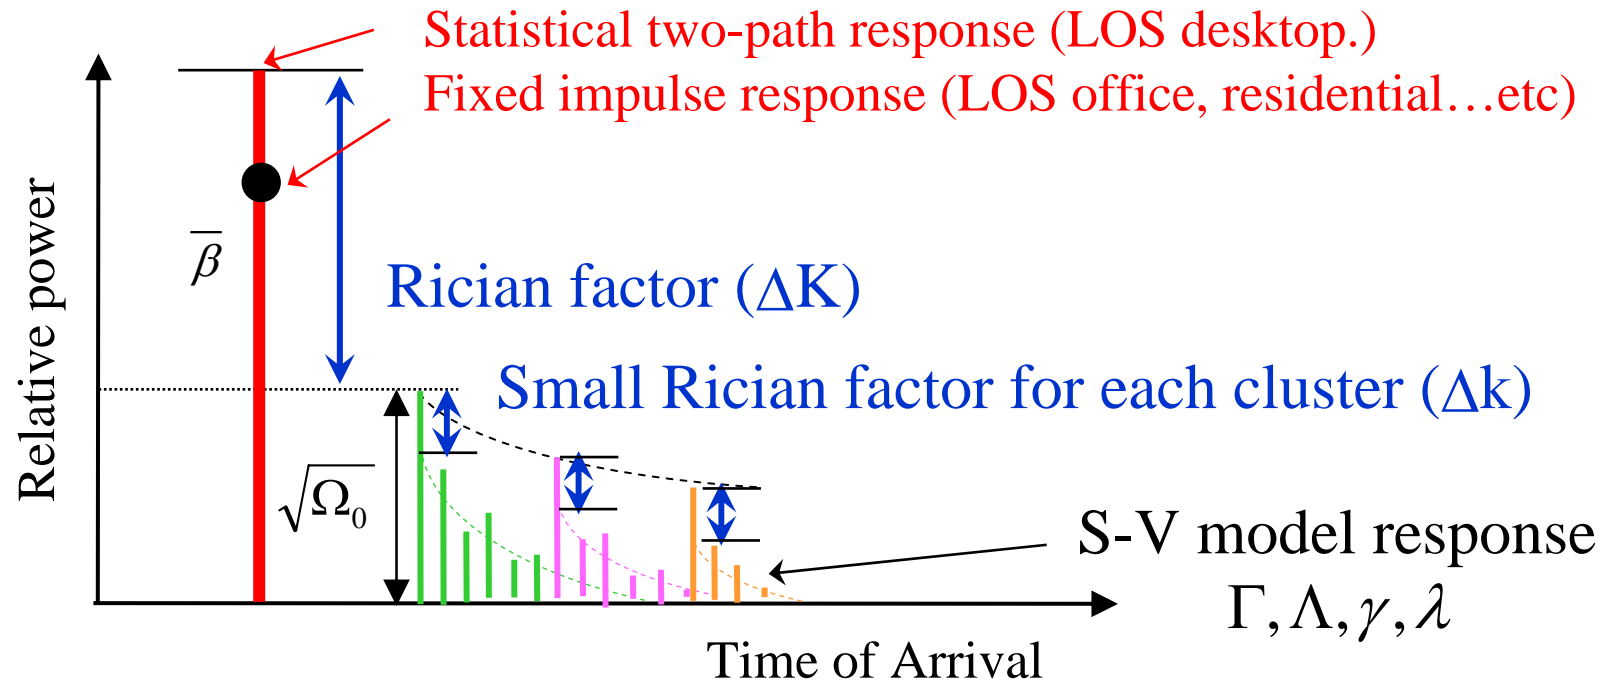 Statistical two-path response (LOS desktop.)
Fixed impulse response (LOS office, residential…etc)
Relative power
β̅
Rician factor (ΔK)
Small Rician factor for each cluster (Δk)
√Ω₀
S-V model response
Γ, Λ, γ, λ
Time of Arrival